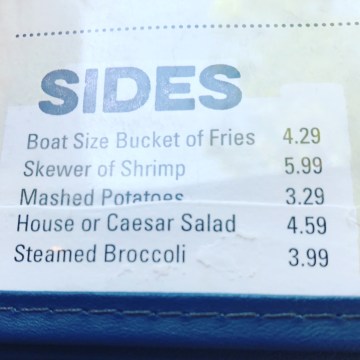 SIDES
Boat Size Bucket of Fries 4.29
Skewer of Shrimp 5.99
Mashed Potatoes 3.29
House or Caesar Salad 4.59
Steamed Broccoli 3.99